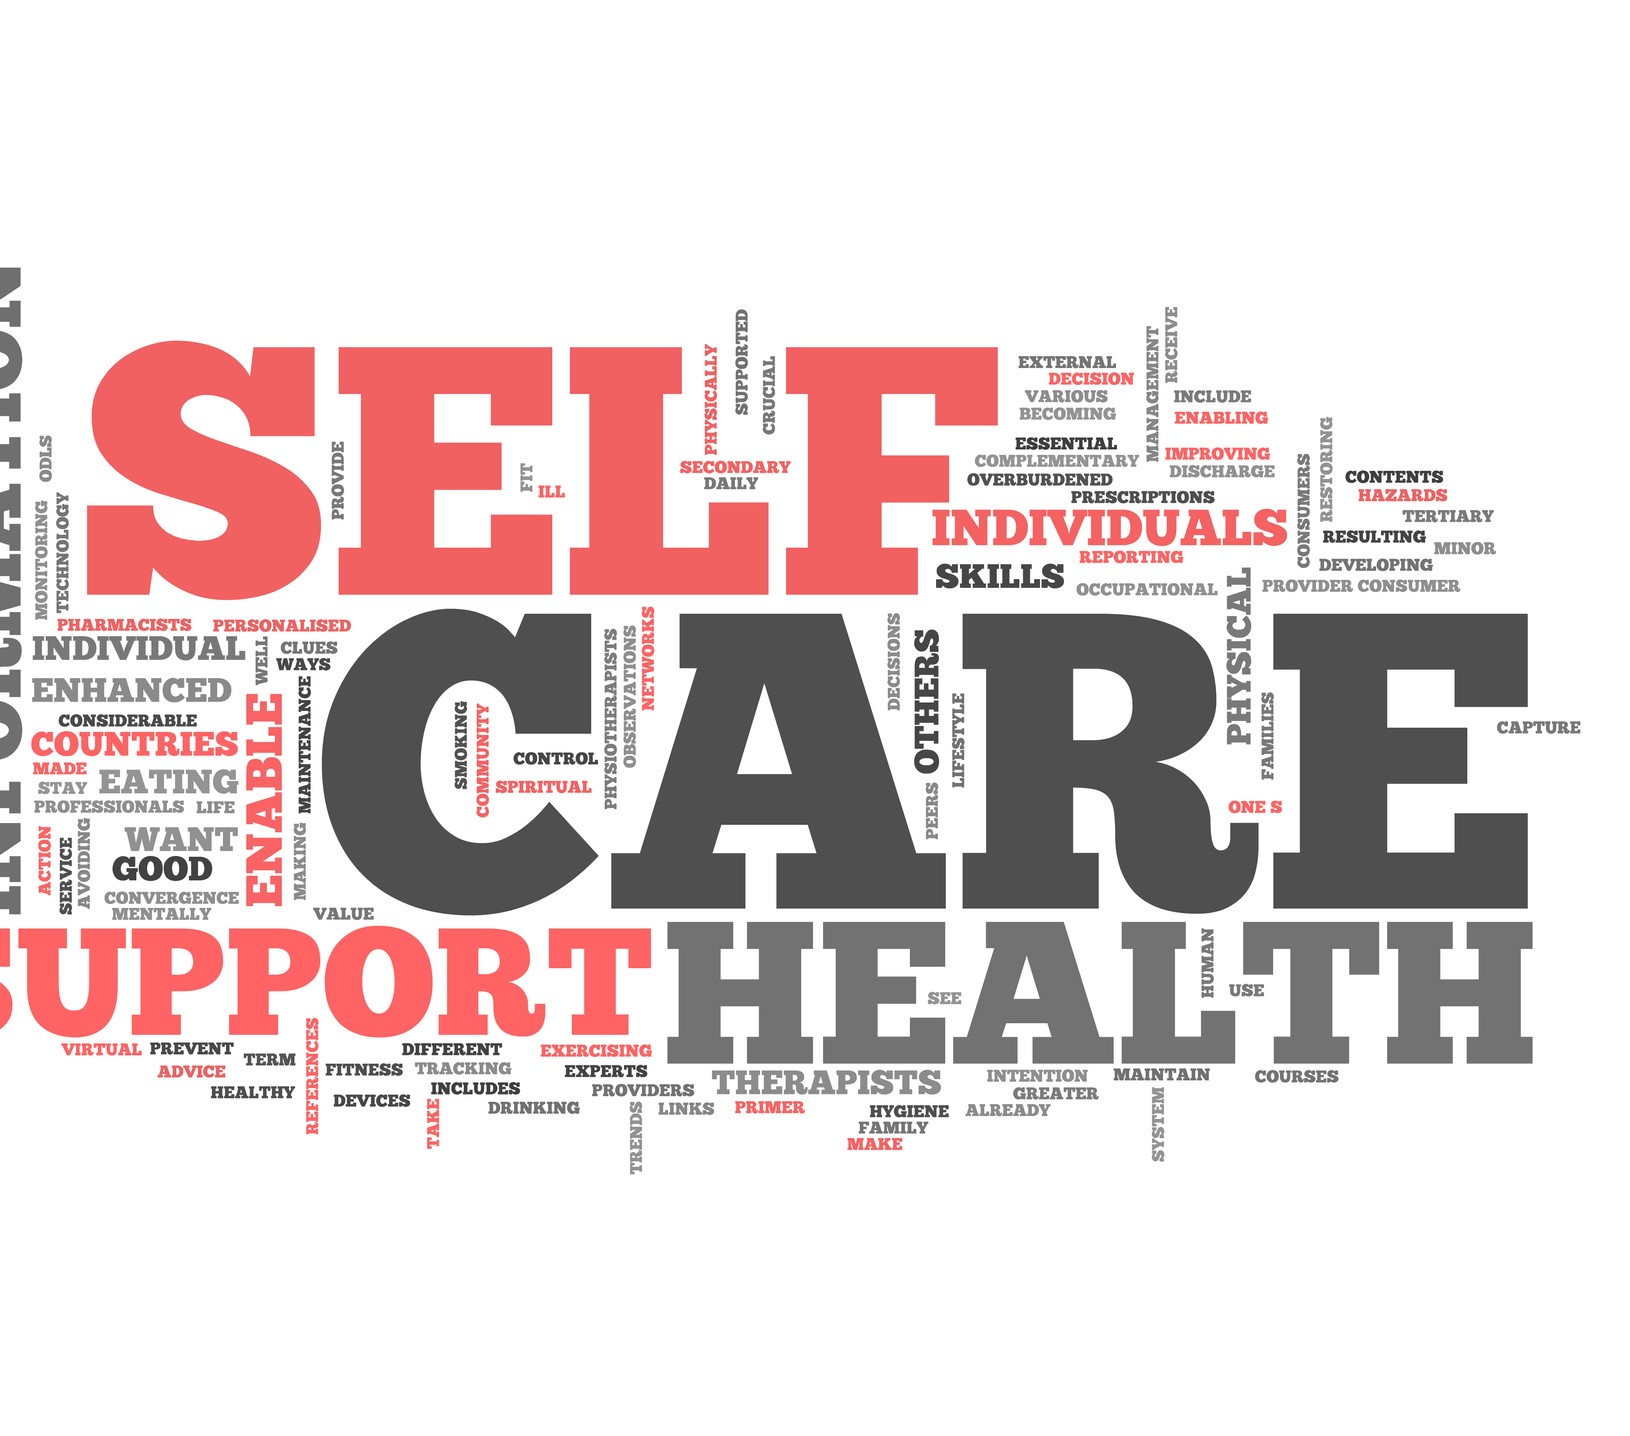 INFORMATION
ODLS
MONITORING
TECHNOLOGY
SELF
PROVIDE
FIT
ILL
PHYSICALLY
SUPPORTED
CRUCIAL
SECONDARY
DAILY
EXTERNAL
DECISION
VARIOUS
BECOMING
MANAGEMENT
RECEIVE
INCLUDE
ENABLING
ESSENTIAL
COMPLEMENTARY
IMPROVING
DISCHARGE
OVERBURDENED
PRESCRIPTIONS
INDIVIDUALS
REPORTING
SKILLS
OCCUPATIONAL
CONSUMERS
RESTORING
CONTENTS
HAZARDS
TERTIARY
RESULTING
MINOR
DEVELOPING
PROVIDER CONSUMER
PHARMACISTS
PERSONALISED
INDIVIDUAL
WELL
CLUES
WAYS
ENHANCED
CONSIDERABLE
COUNTRIES
MADE
STAY
EATING
PROFESSIONALS
LIFE
ENABLE
MAINTENANCE
ACTION
SERVICE
AVOIDING
WANT
GOOD
MAKING
CONVERGENCE
MENTALLY
VALUE
CARE
SMOKING
COMMUNITY
CONTROL
SPIRITUAL
PHYSIOTHERAPISTS
OBSERVATIONS
NETWORKS
DECISIONS
OTHERS
PEERS
LIFESTYLE
PHYSICAL
FAMILIES
ONE S
CAPTURE
SUPPORT
HEALTH
SEE
HUMAN
USE
VIRTUAL
PREVENT
ADVICE
TERM
HEALTHY
REFERENCES
FITNESS
DEVICES
DIFFERENT
TRACKING
INCLUDES
TAKE
DRINKING
EXERCISING
EXPERTS
PROVIDERS
TRENDS
LINKS
THERAPISTS
PRIMER
HYGIENE
FAMILY
MAKE
INTENTION
GREATER
ALREADY
MAINTAIN
SYSTEM
COURSES